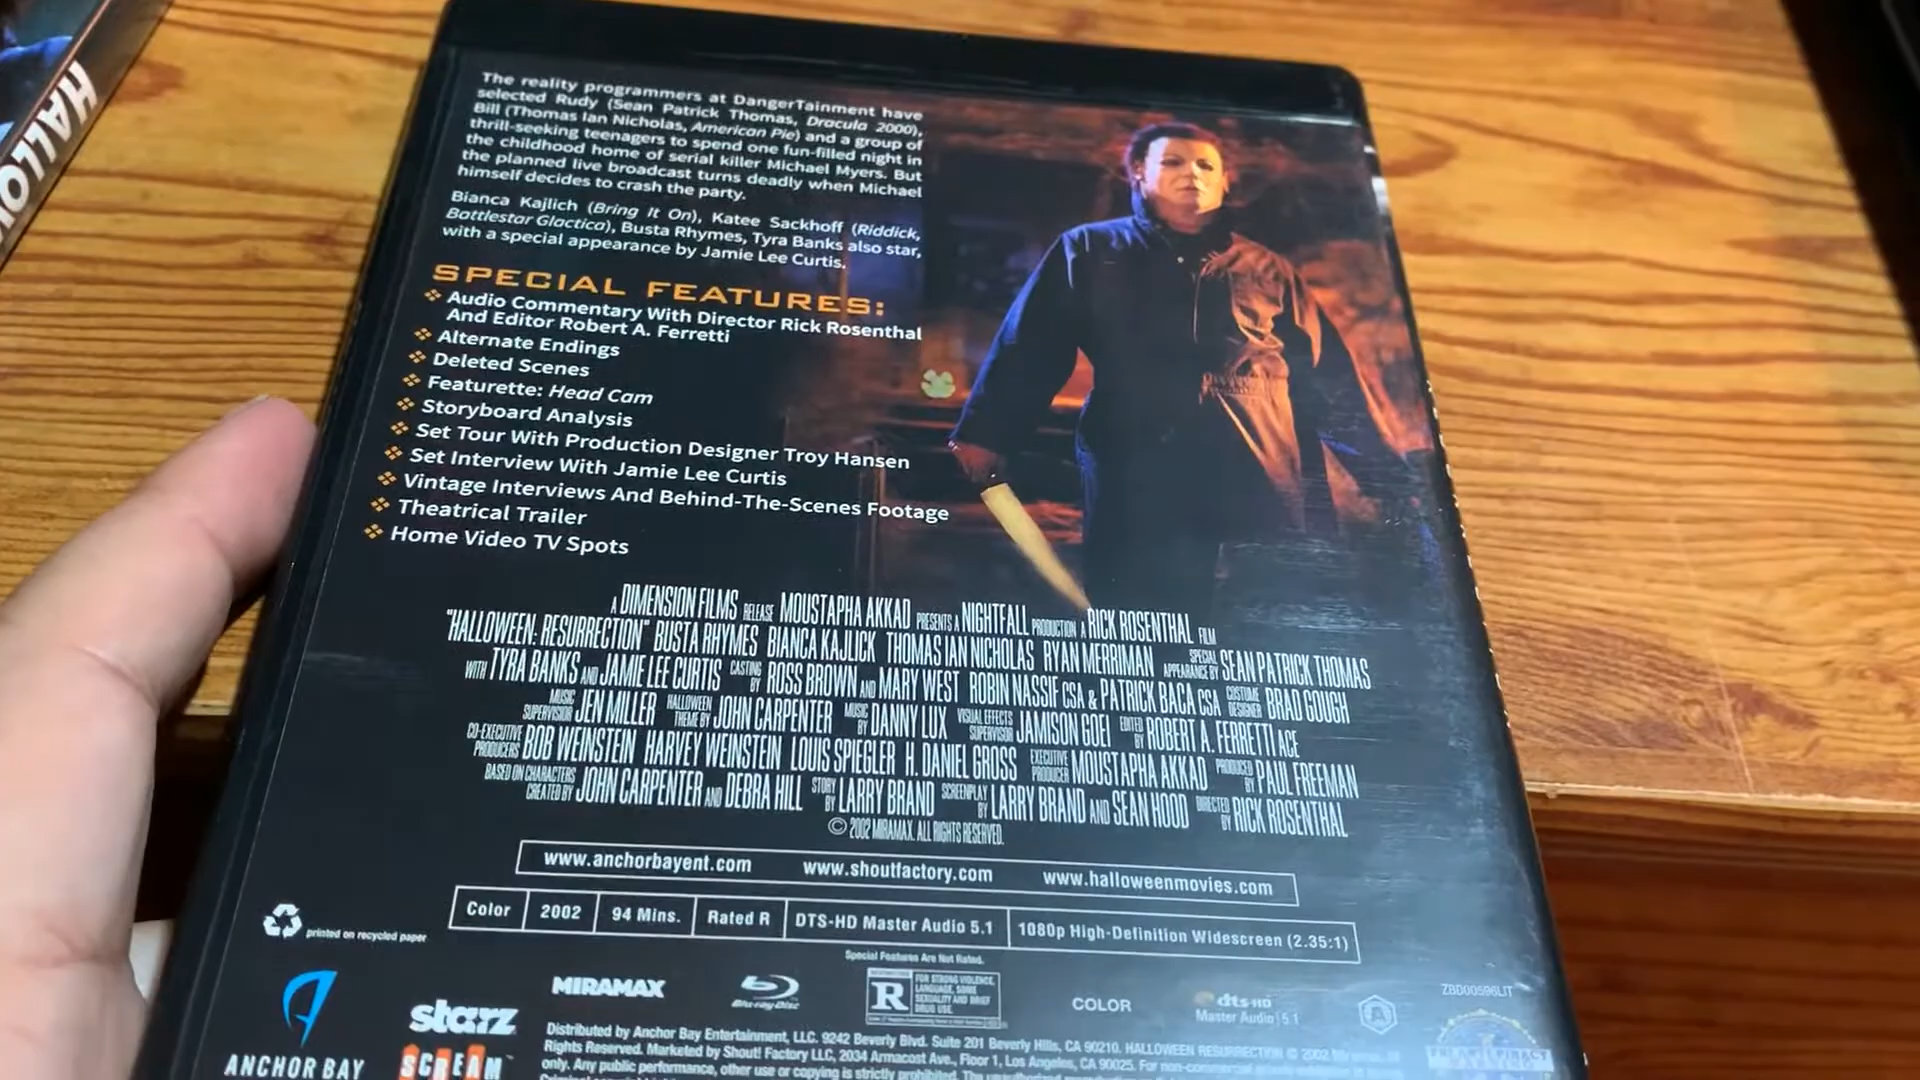 HALLOW
The reality programmers at DangerTainment have
selected Rudy (Sean Patrick Thomas, Dracula 2000),
Bill (Thomas Ian Nicholas, American Pie) and a group of
thrill-seeking teenagers to spend one fun-filled night in
the childhood home of serial killer Michael Myers. But
the planned live broadcast turns deadly when Michael
himself decides to crash the party.
Bianca Kajlich (Bring It On), Katee Sackhoff (Riddick,
Battlestar Glactica), Busta Rhymes, Tyra Banks also star,
with a special appearance by Jamie Lee Curtis.
SPECIAL FEATURES:
Audio Commentary With Director Rick Rosenthal
And Editor Robert A. Ferretti
Alternate Endings
Deleted Scenes
Featurette: Head Cam
Storyboard Analysis
Set Tour With Production Designer Troy Hansen
Set Interview With Jamie Lee Curtis
Vintage Interviews And Behind-The-Scenes Footage
Theatrical Trailer
Home Video TV Spots
A DIMENSION FILMS RELEASE MOUSTAPHA AKKAD PRESENTS A NIGHTFALL PRODUCTION A RICK ROSENTHAL FILM
"HALLOWEEN: RESURRECTION" BUSTA RHYMES BIANCA KAJLICK THOMAS IAN NICHOLAS RYAN MERRIMAN SPECIAL APPEARANCE BY SEAN PATRICK THOMAS
WITH TYRA BANKS AND JAMIE LEE CURTIS CASTING BY ROSS BROWN AND MARY WEST ROBIN NASSIF CSA & PATRICK BACA CSA COSTUME DESIGNER BRAD GOUGH
MUSIC SUPERVISOR JEN MILLER HALLOWEEN THEME BY JOHN CARPENTER MUSIC BY DANNY LUX VISUAL EFFECTS SUPERVISOR JAMISON GOEI EDITED BY ROBERT A. FERRETTI ACE
CO-EXECUTIVE PRODUCERS BOB WEINSTEIN HARVEY WEINSTEIN LOUIS SPIEGLER H. DANIEL GROSS EXECUTIVE PRODUCER MOUSTAPHA AKKAD PRODUCED BY PAUL FREEMAN
BASED ON CHARACTERS CREATED BY JOHN CARPENTER AND DEBRA HILL STORY BY LARRY BRAND SCREENPLAY BY LARRY BRAND AND SEAN HOOD DIRECTED BY RICK ROSENTHAL
© 2002 MIRAMAX. ALL RIGHTS RESERVED.
www.anchorbayent.com www.shoutfactory.com www.halloweenmovies.com
Color 2002 94 Mins. Rated R DTS-HD Master Audio 5.1 1080p High-Definition Widescreen (2.35:1)
printed on recycled paper
Special Features Are Not Rated.
ANCHOR BAY
starz
SCREAM
MIRAMAX
Blu-ray Disc
R
FOR STRONG VIOLENCE,
LANGUAGE, SOME
SEXUALITY AND BRIEF
DRUG USE.
COLOR
dts-HD
Master Audio 5.1
A
ZBD00596LIT
Distributed by Anchor Bay Entertainment, LLC. 9242 Beverly Blvd. Suite 201 Beverly Hills, CA 90210. HALLOWEEN RESURRECTION © 2002
Rights Reserved. Marketed by Shout! Factory LLC, 2034 Armacost Ave., Floor 1, Los Angeles, CA 90025. For non-commercial
only. Any public performance, other use or copying is strictly prohibited. The unauthorized